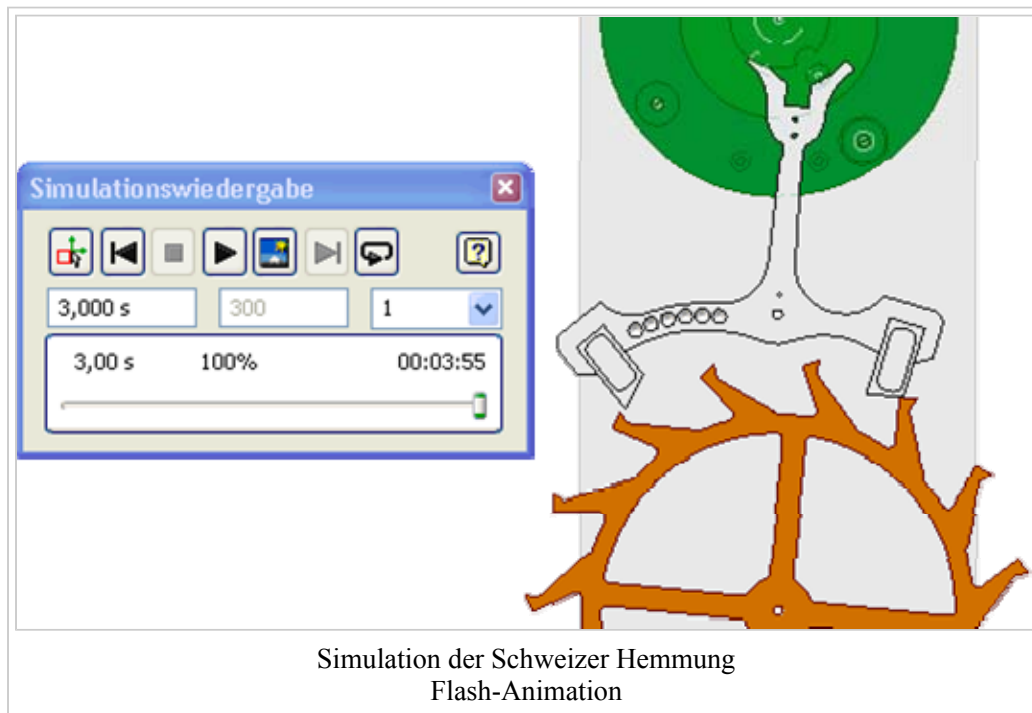 Simulationswiedergabe
3,000 s 300 1
3,00 s 100% 00:03:55
Simulation der Schweizer Hemmung
Flash-Animation